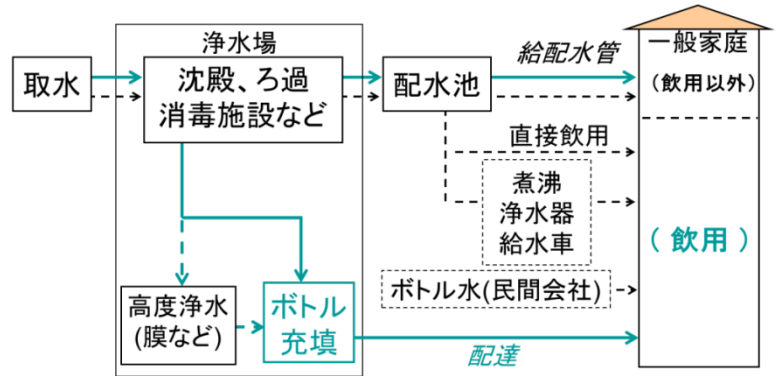 浄水場
取水
沈殿、ろ過
消毒施設など
配水池
給配水管
一般家庭
(飲用以外)
直接飲用
煮沸
浄水器
給水車
(飲用)
ボトル水(民間会社)
高度浄水
(膜など)
ボトル
充填
配達